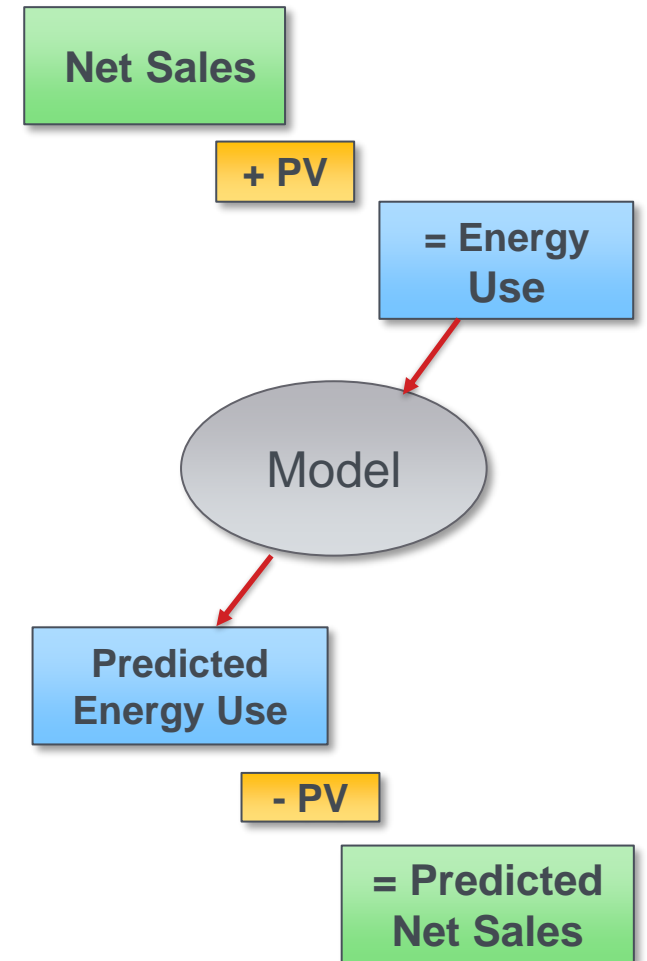 Net Sales
+ PV
= Energy
Use
Model
Predicted
Energy Use
- PV
= Predicted
Net Sales